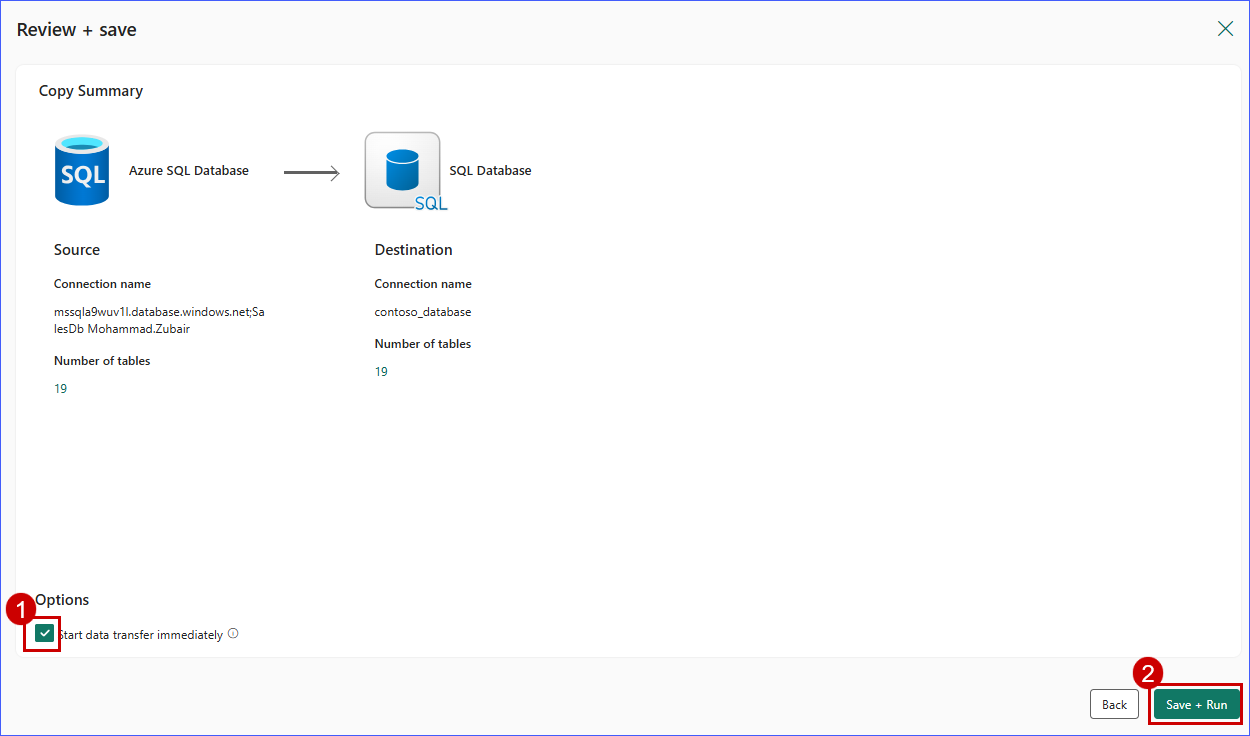 Review + save
Copy Summary
SQL
Azure SQL Database
SQL
SQL Database
Source
Connection name
mssqla9wuv1l.database.windows.net;Sa
lesDb Mohammad.Zubair
Number of tables
19
Destination
Connection name
contoso_database
Number of tables
19
1
Options
Start data transfer immediately
2
Back
Save + Run